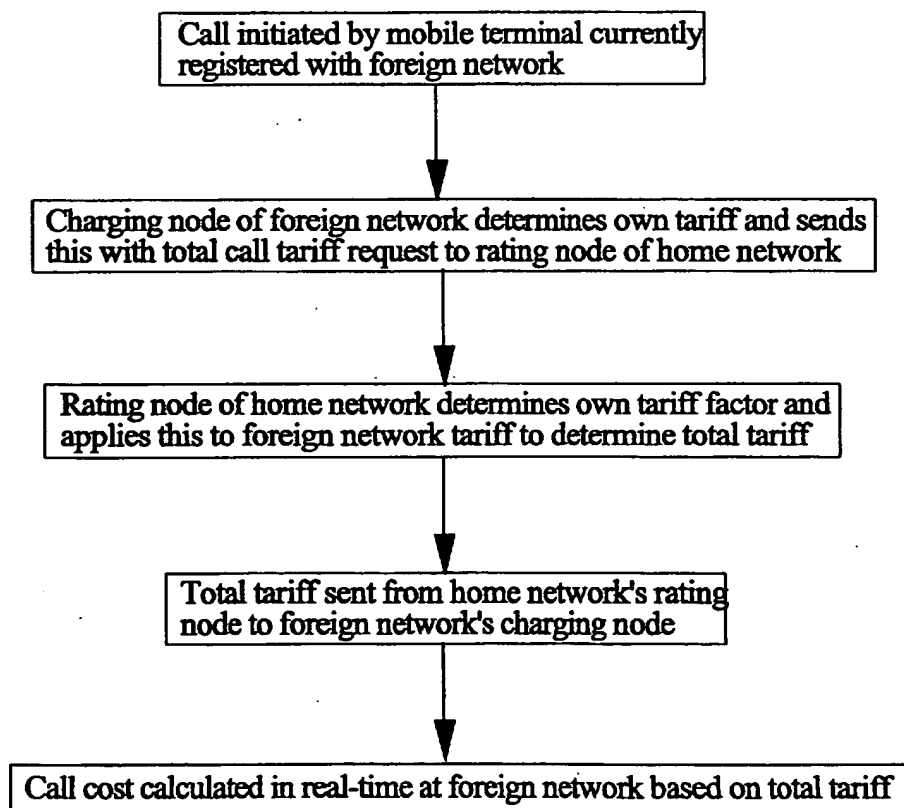 Call initiated by mobile terminal currently
registered with foreign network
Charging node of foreign network determines own tariff and sends
this with total call tariff request to rating node of home network
Rating node of home network determines own tariff factor and
applies this to foreign network tariff to determine total tariff
Total tariff sent from home network's rating
node to foreign network's charging node
Call cost calculated in real-time at foreign network based on total tariff